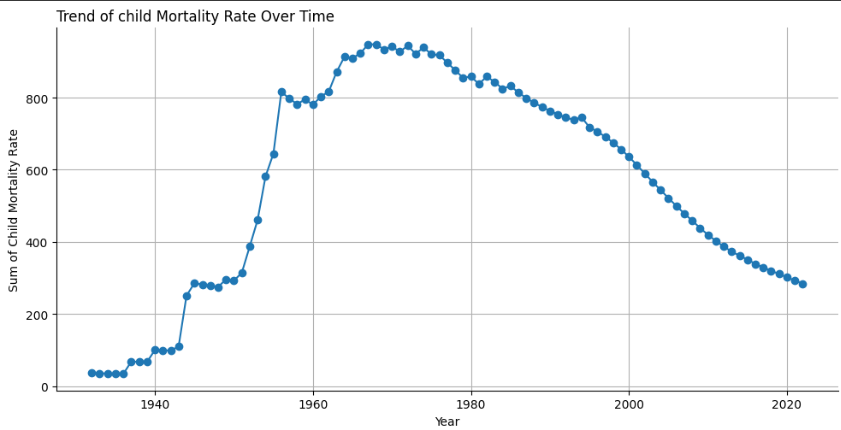 Trend of child Mortality Rate Over Time
Sum of Child Mortality Rate
800
600
400
200
0
1940 1960 1980 2000 2020
Year